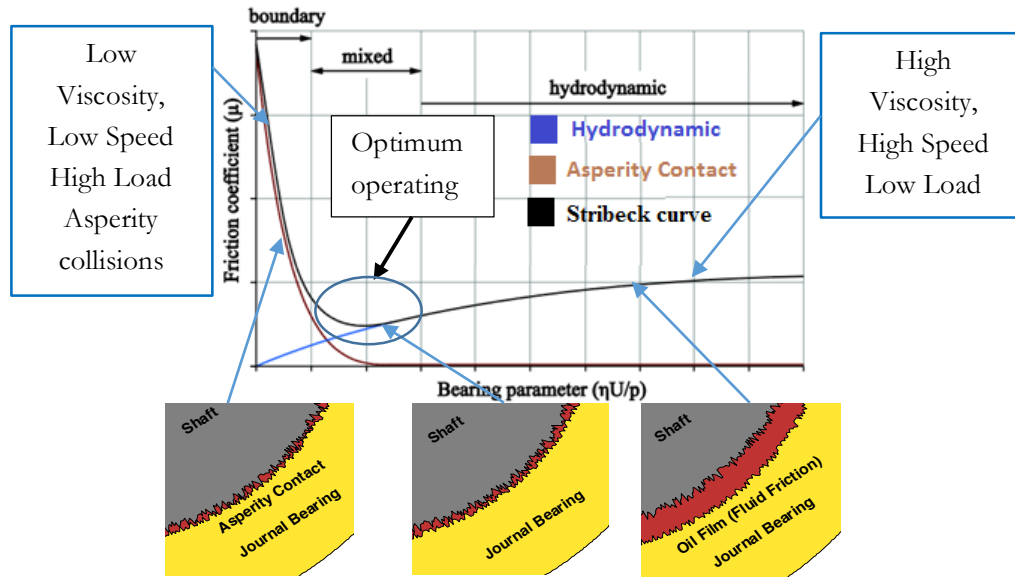 boundary
mixed
hydrodynamic
Low
Viscosity,
Low Speed
High Load
Asperity
collisions
Optimum
operating
Hydrodynamic
Asperity Contact
Stribeck curve
High
Viscosity,
High Speed
Low Load
Friction coefficient (μ)
Bearing parameter (ηU/p)
Shaft
Asperity Contact
Journal Bearing
Shaft
Journal Bearing
Shaft
Oil Film (Fluid Friction)
Journal Bearing